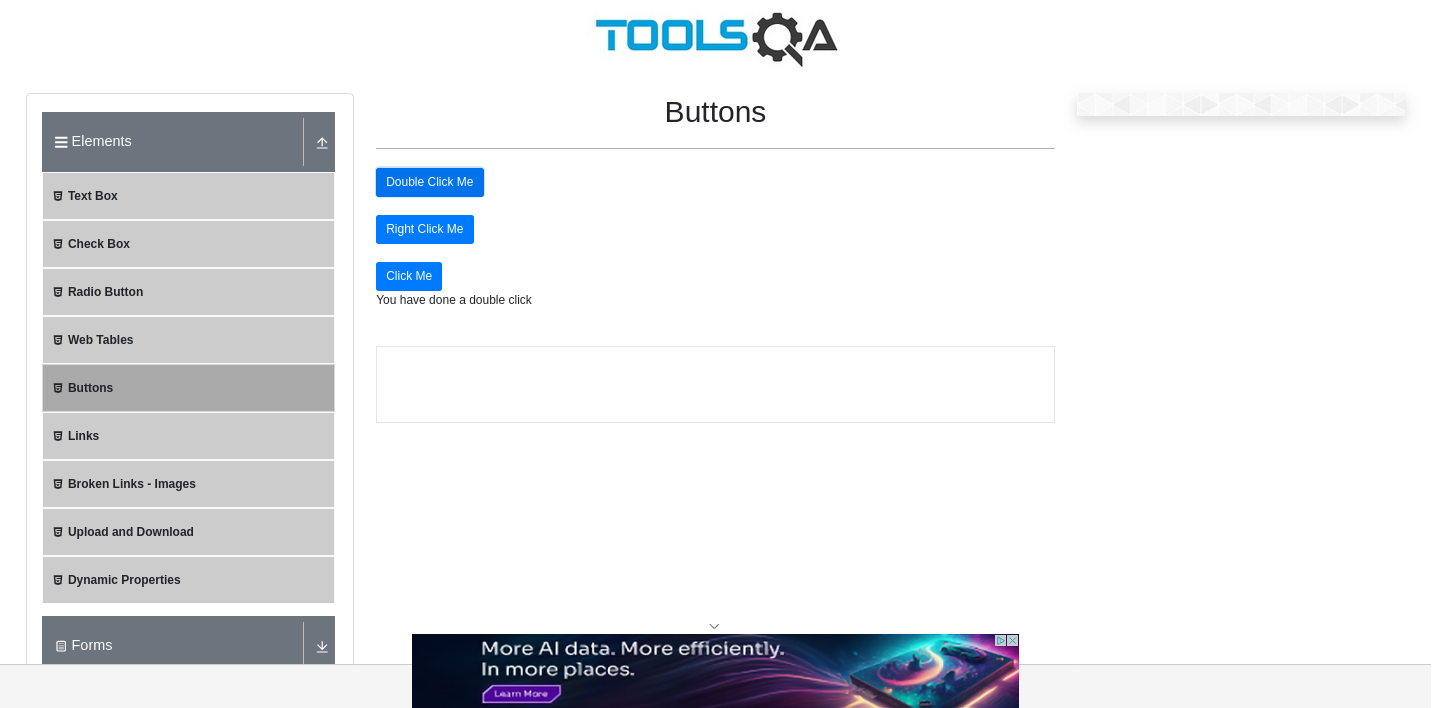 TOOLSQA
Elements
Text Box
Check Box
Radio Button
Web Tables
Buttons
Links
Broken Links - Images
Upload and Download
Dynamic Properties
Forms
Buttons
Double Click Me
Right Click Me
Click Me
You have done a double click
More AI data. More efficiently.
In more places.
Learn More